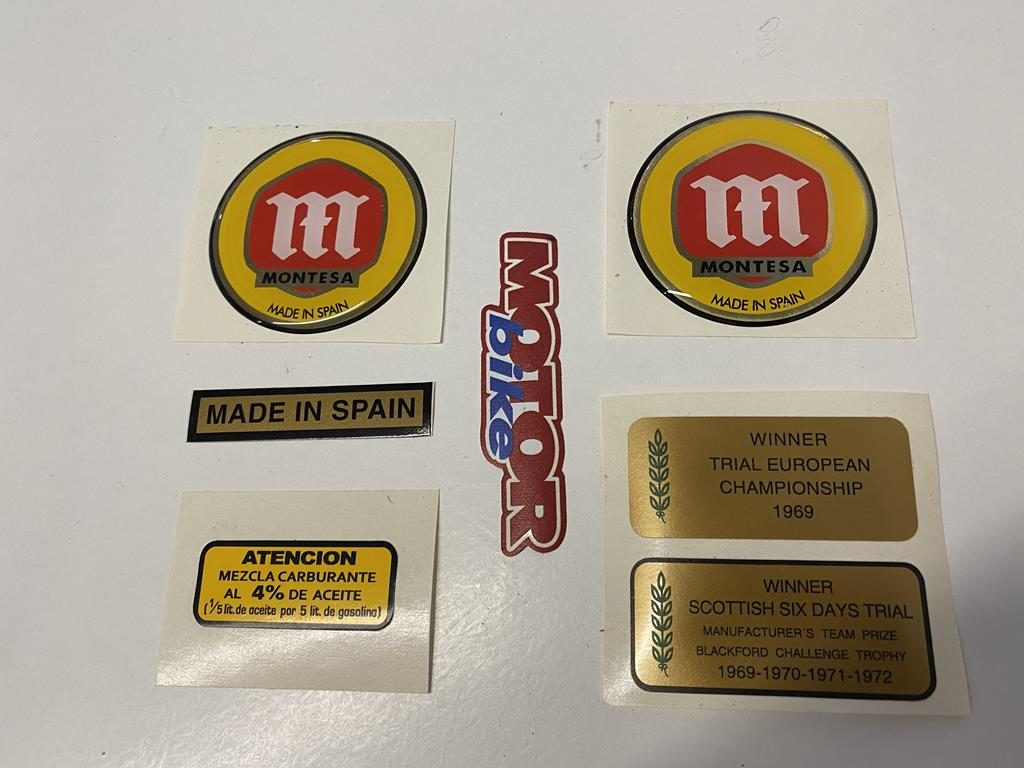 M
MONTESA
MADE IN SPAIN
M
MONTESA
MADE IN SPAIN
MOTOR
bike
MADE IN SPAIN
ATENCION
MEZCLA CARBURANTE
AL 4% DE ACEITE
(1/5 lit. de aceite por 5 lit. de gasolina)
WINNER
TRIAL EUROPEAN
CHAMPIONSHIP
1969
WINNER
SCOTTISH SIX DAYS TRIAL
MANUFACTURER'S TEAM PRIZE
BLACKFORD CHALLENGE TROPHY
1969-1970-1971-1972